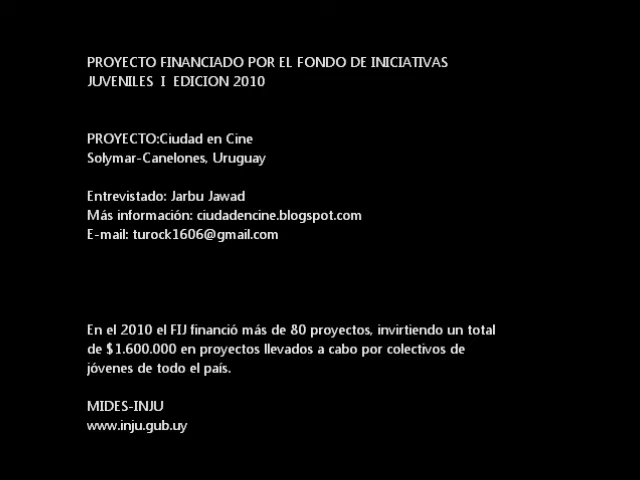 PROYECTO FINANCIADO POR EL FONDO DE INICIATIVAS
JUVENILES  I  EDICION 2010
PROYECTO:Ciudad en Cine
Solymar-Canelones, Uruguay
Entrevistado: Jarbu Jawad
Más información: ciudadencine.blogspot.com
E-mail: turock1606@gmail.com
En el 2010 el FIJ financió más de 80 proyectos, invirtiendo un total
de $1.600.000 en proyectos llevados a cabo por colectivos de
jóvenes de todo el país.
MIDES-INJU
www.inju.gub.uy